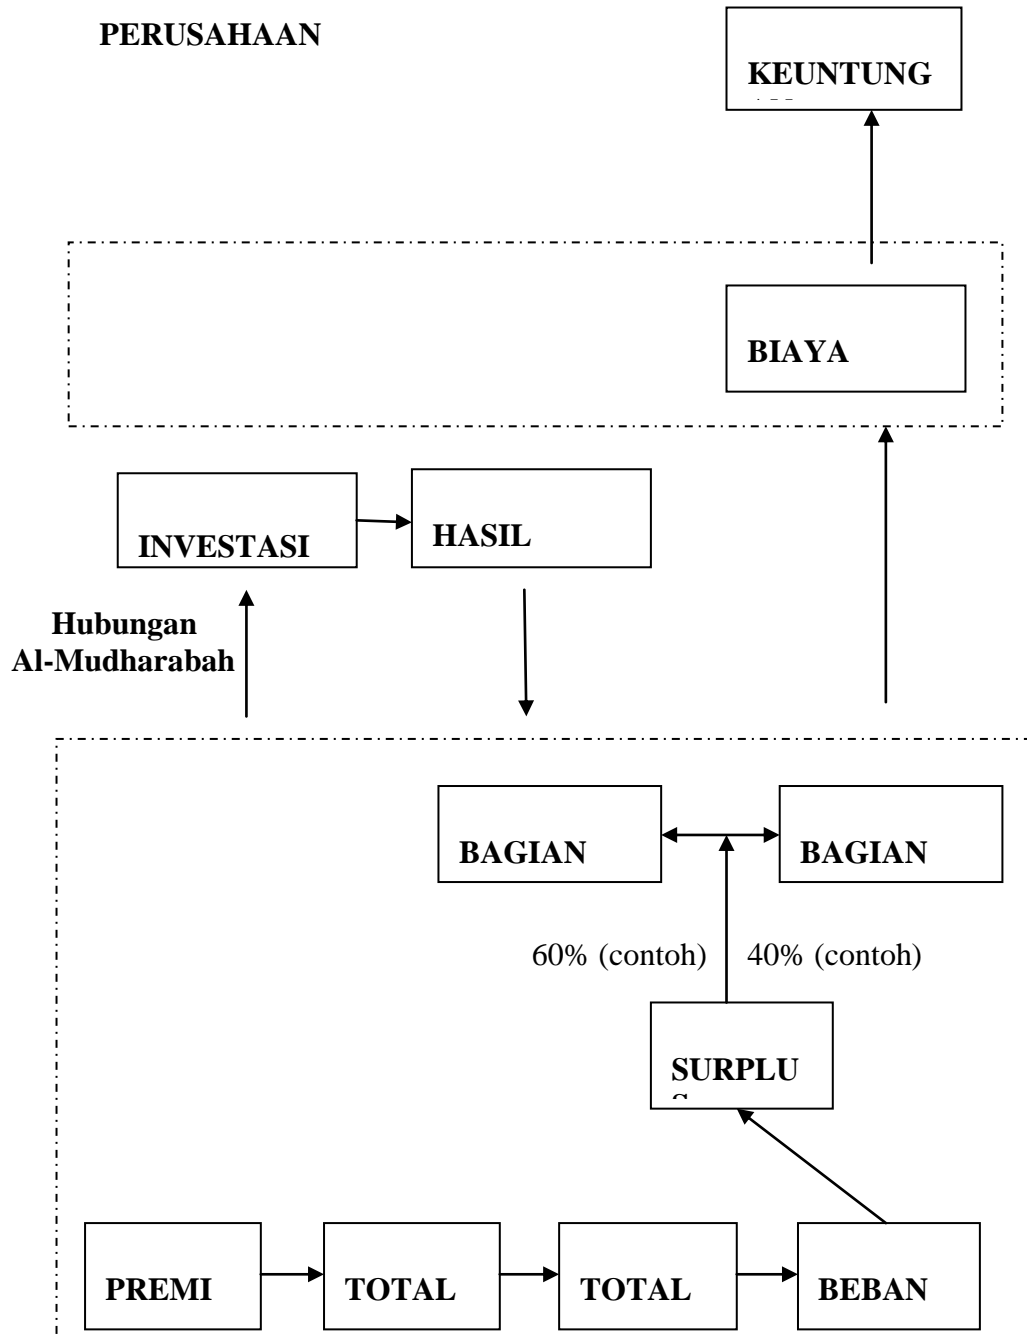 PERUSAHAAN
KEUNTUNG
BIAYA
INVESTASI
HASIL
Hubungan
Al-Mudharabah
BAGIAN
BAGIAN
60% (contoh)
40% (contoh)
SURPLU
PREMI
TOTAL
TOTAL
BEBAN